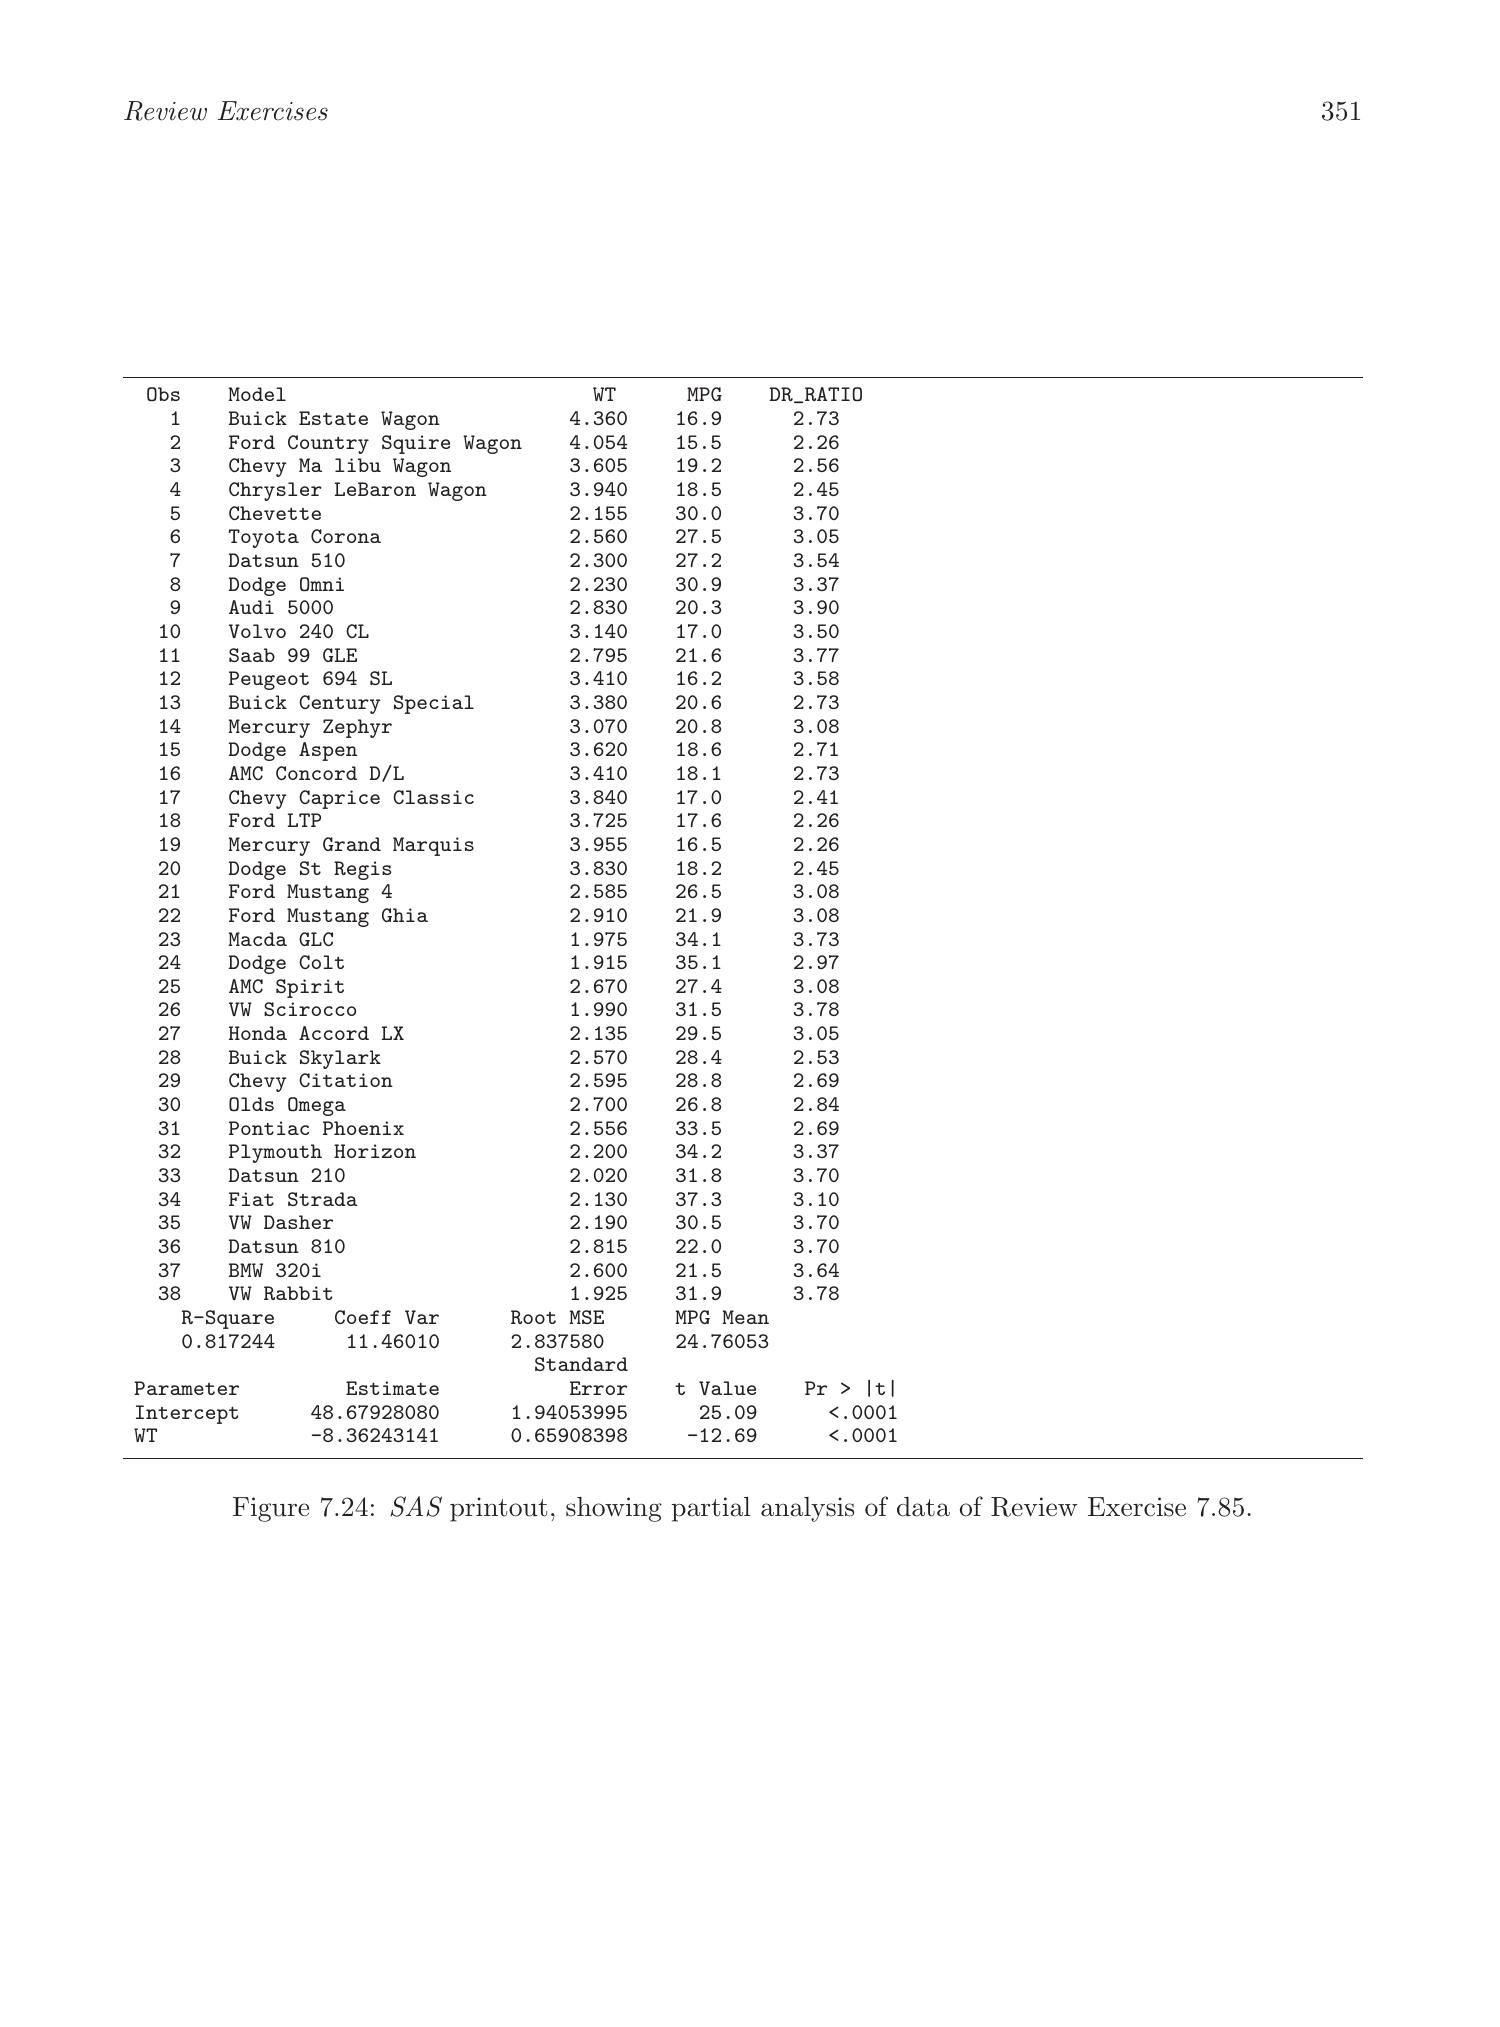 Review Exercises 351
Obs Model WT MPG DR_RATIO
1 Buick Estate Wagon 4.360 16.9 2.73
2 Ford Country Squire Wagon 4.054 15.5 2.26
3 Chevy Ma libu Wagon 3.605 19.2 2.56
4 Chrysler LeBaron Wagon 3.940 18.5 2.45
5 Chevette 2.155 30.0 3.70
6 Toyota Corona 2.560 27.5 3.05
7 Datsun 510 2.300 27.2 3.54
8 Dodge Omni 2.230 30.9 3.37
9 Audi 5000 2.830 20.3 3.90
10 Volvo 240 CL 3.140 17.0 3.50
11 Saab 99 GLE 2.795 21.6 3.77
12 Peugeot 694 SL 3.410 16.2 3.58
13 Buick Century Special 3.380 20.6 2.73
14 Mercury Zephyr 3.070 20.8 3.08
15 Dodge Aspen 3.620 18.6 2.71
16 AMC Concord D/L 3.410 18.1 2.73
17 Chevy Caprice Classic 3.840 17.0 2.41
18 Ford LTP 3.725 17.6 2.26
19 Mercury Grand Marquis 3.955 16.5 2.26
20 Dodge St Regis 3.830 18.2 2.45
21 Ford Mustang 4 2.585 26.5 3.08
22 Ford Mustang Ghia 2.910 21.9 3.08
23 Macda GLC 1.975 34.1 3.73
24 Dodge Colt 1.915 35.1 2.97
25 AMC Spirit 2.670 27.4 3.08
26 VW Scirocco 1.990 31.5 3.78
27 Honda Accord LX 2.135 29.5 3.05
28 Buick Skylark 2.570 28.4 2.53
29 Chevy Citation 2.595 28.8 2.69
30 Olds Omega 2.700 26.8 2.84
31 Pontiac Phoenix 2.556 33.5 2.69
32 Plymouth Horizon 2.200 34.2 3.37
33 Datsun 210 2.020 31.8 3.70
34 Fiat Strada 2.130 37.3 3.10
35 VW Dasher 2.190 30.5 3.70
36 Datsun 810 2.815 22.0 3.70
37 BMW 320i 2.600 21.5 3.64
38 VW Rabbit 1.925 31.9 3.78
R-Square Coeff Var Root MSE MPG Mean
0.817244 11.46010 2.837580 24.76053
Standard
Parameter Estimate Error t Value Pr > |t|
Intercept 48.67928080 1.94053995 25.09 <.0001
WT -8.36243141 0.65908398 -12.69 <.0001
Figure 7.24: SAS printout, showing partial analysis of data of Review Exercise 7.85.